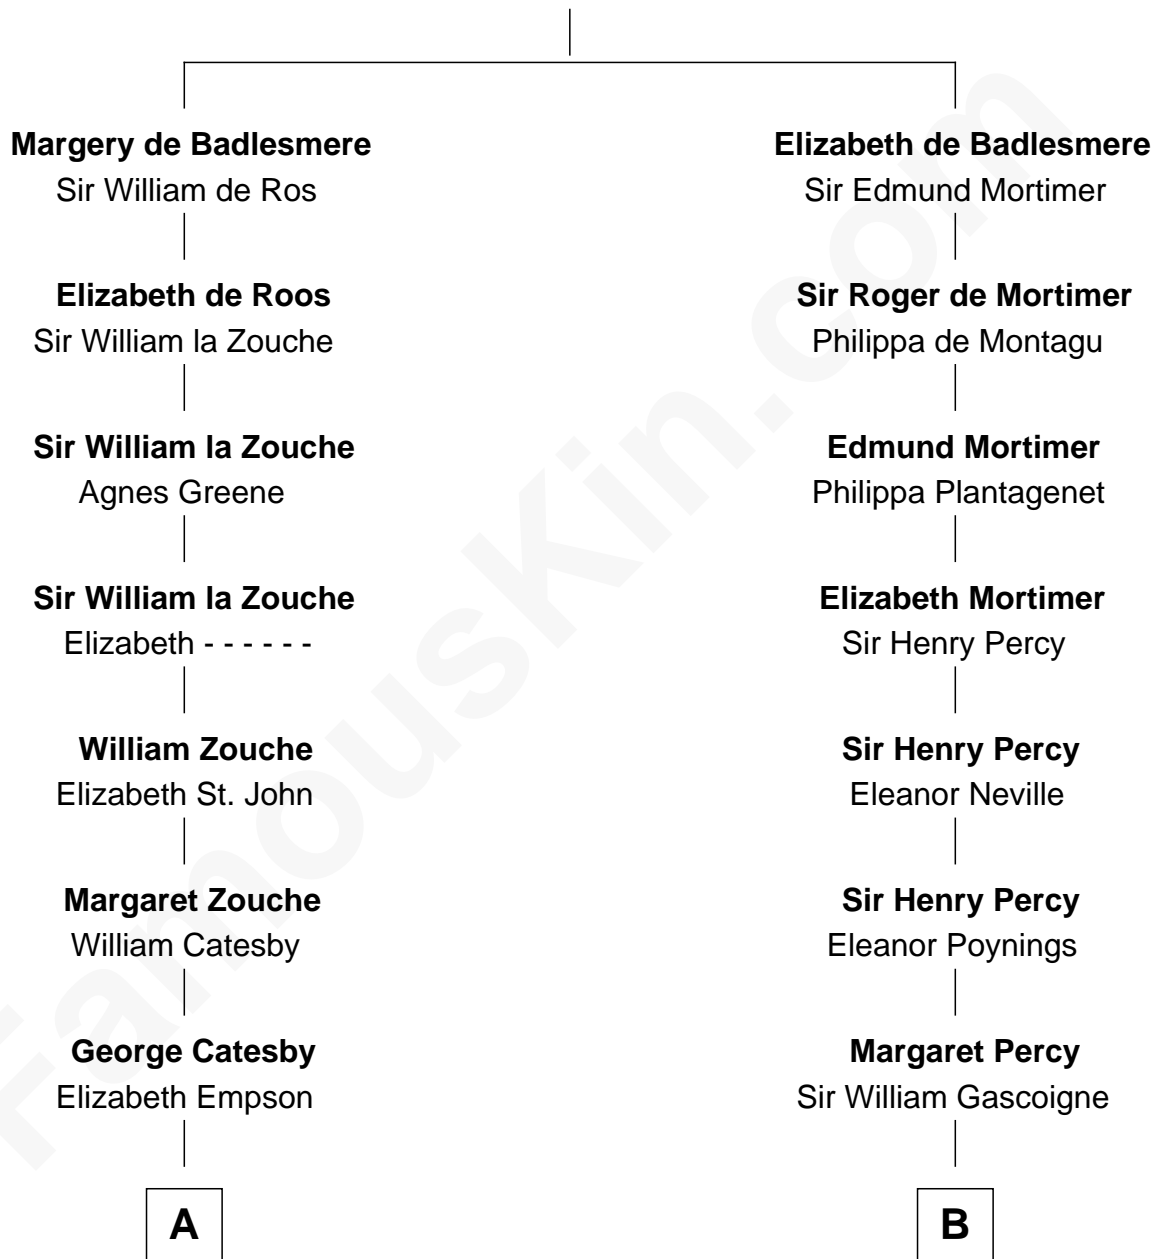 Margery de Badlesmere
Sir William de Ros
Elizabeth de Roos
Sir William la Zouche
Sir William la Zouche
Agnes Greene
Sir William la Zouche
Elizabeth - - - - - -
William Zouche
Elizabeth St. John
Margaret Zouche
William Catesby
George Catesby
Elizabeth Empson
A
Elizabeth de Badlesmere
Sir Edmund Mortimer
Sir Roger de Mortimer
Philippa de Montagu
Edmund Mortimer
Philippa Plantagenet
Elizabeth Mortimer
Sir Henry Percy
Sir Henry Percy
Eleanor Neville
Sir Henry Percy
Eleanor Poynings
Margaret Percy
Sir William Gascoigne
B
FamousKin.com